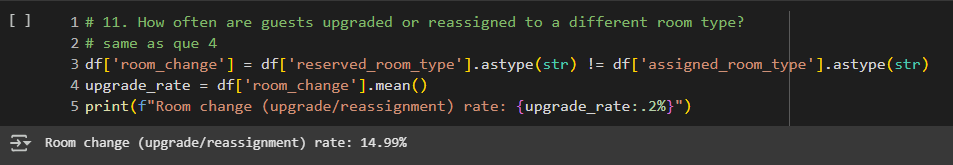 [ ] 1 # 11. How often are guests upgraded or reassigned to a different room type?
2 # same as que 4
3 df['room_change'] = df['reserved_room_type'].astype(str) != df['assigned_room_type'].astype(str)
4 upgrade_rate = df['room_change'].mean()
5 print(f"Room change (upgrade/reassignment) rate: {upgrade_rate:.2%}")
Room change (upgrade/reassignment) rate: 14.99%